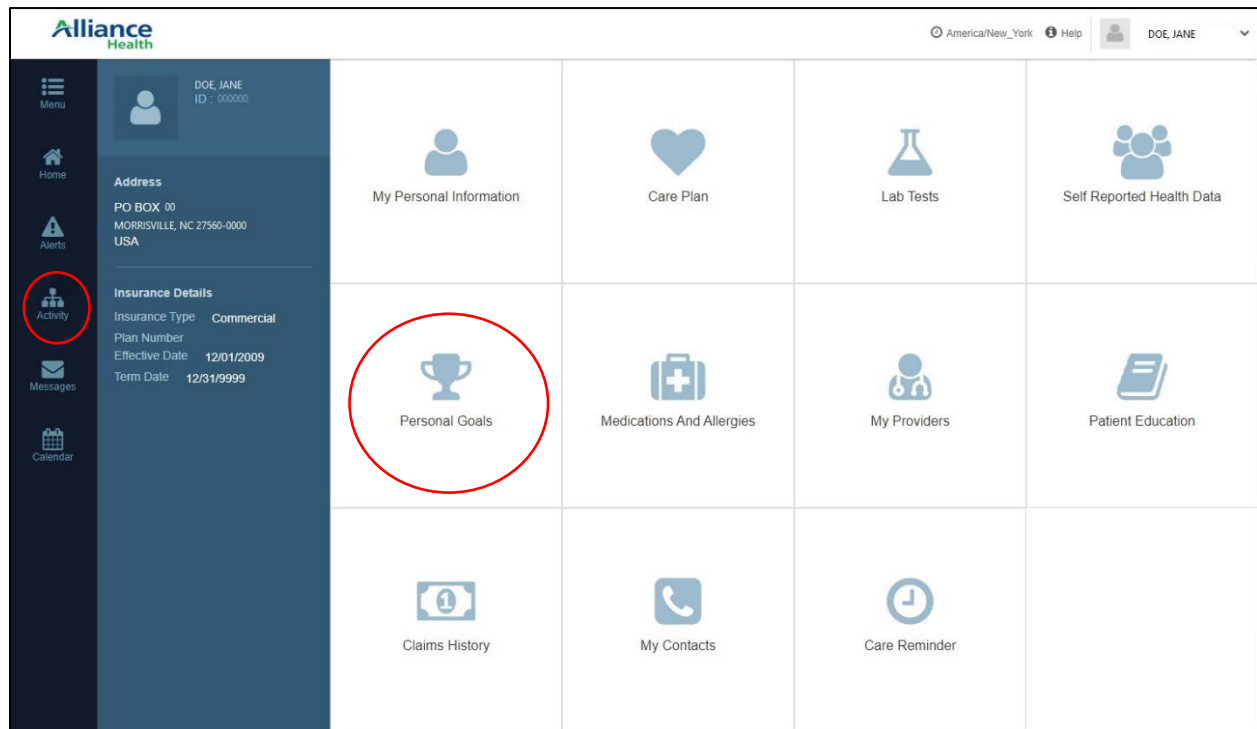 Alliance
Health
America/New_York Help DOE, JANE
Menu
Home
Alerts
Activity
Messages
Calendar
DOE, JANE
ID : 000000
Address
PO BOX 00
MORRISVILLE, NC 27560-0000
USA
Insurance Details
Insurance Type Commercial
Plan Number
Effective Date 12/01/2009
Term Date 12/31/9999
My Personal Information
Care Plan
Lab Tests
Self Reported Health Data
Personal Goals
Medications And Allergies
My Providers
Patient Education
1
Claims History
My Contacts
Care Reminder